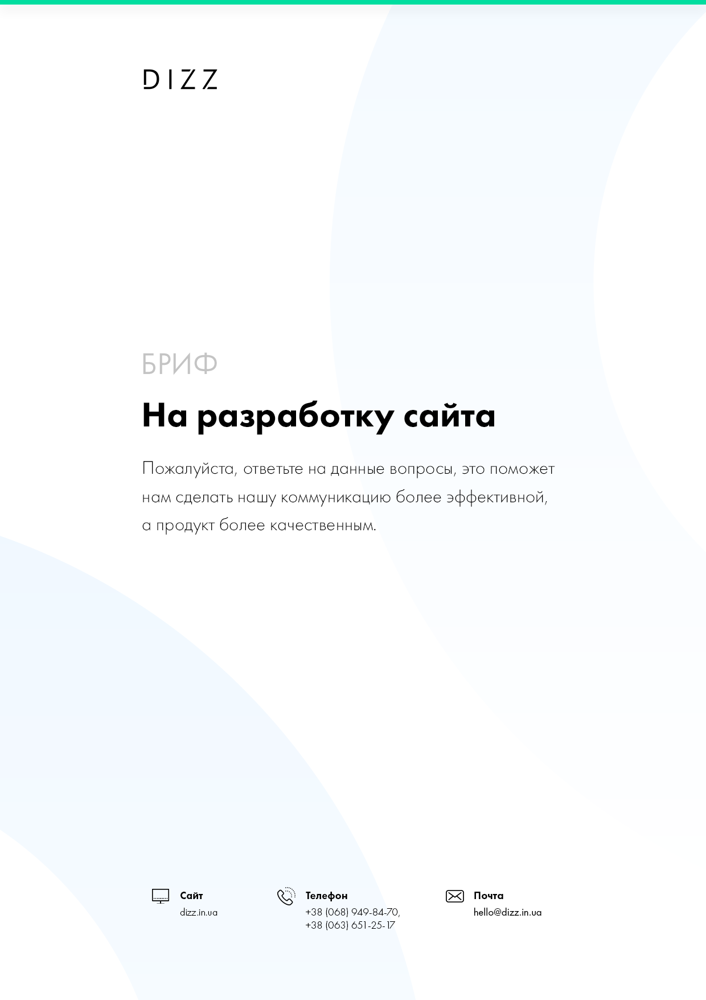 DIZZ
БРИФ
На разработку сайта
Пожалуйста, ответьте на данные вопросы, это поможет
нам сделать нашу коммуникацию более эффективной,
а продукт более качественным.
Сайт
dizz.in.ua
Телефон
+38 (068) 949-84-70,
+38 (063) 651-25-17
Почта
hello@dizz.in.ua